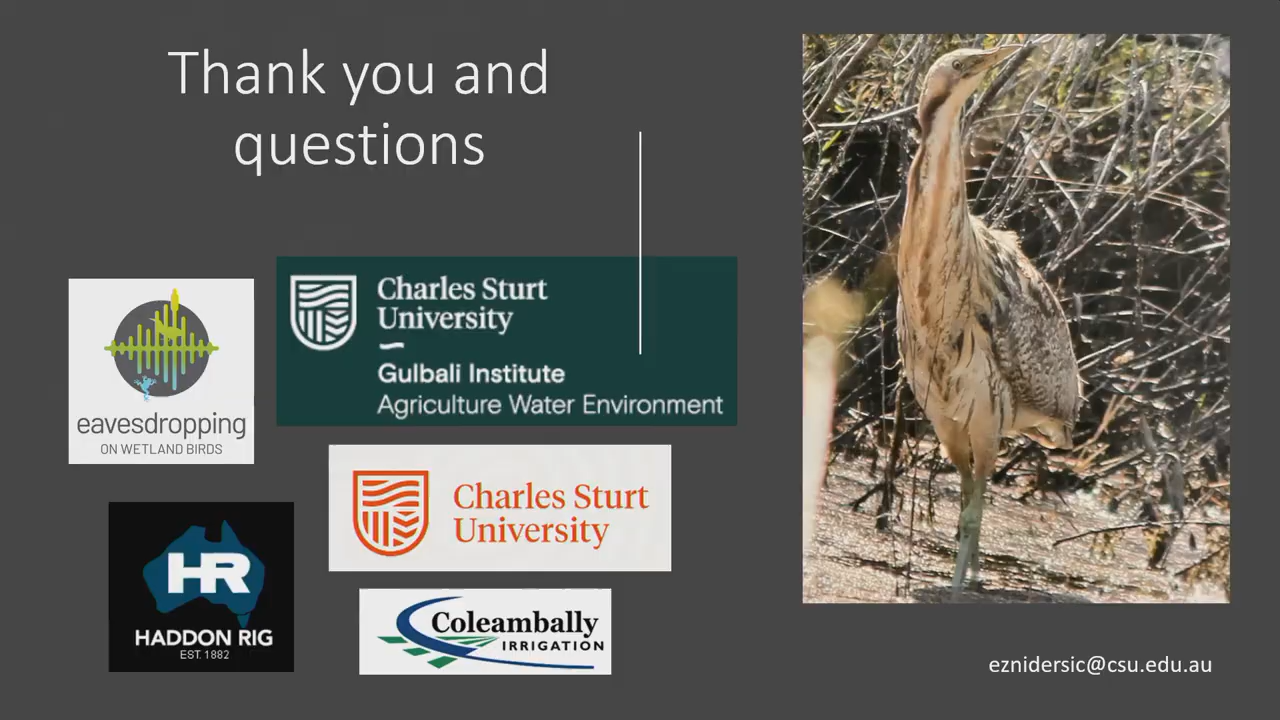 Thank you and
questions
Charles Sturt
University
Gulbali Institute
Agriculture Water Environment
eavesdropping
ON WETLAND BIRDS
Charles Sturt
University
HR
HADDON RIG
EST. 1882
Coleambally
IRRIGATION
eznidersic@csu.edu.au